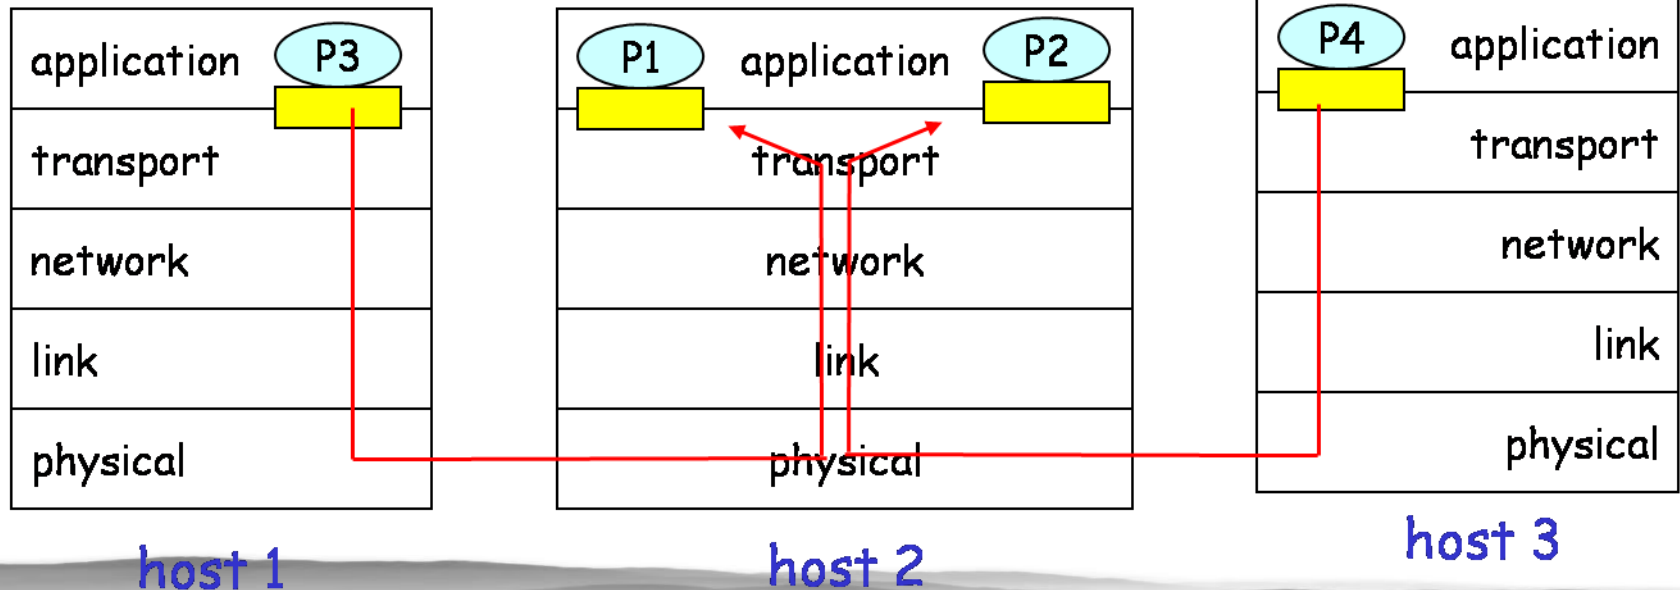 application P3
transport
network
link
physical
host 1
P1 application P2
transport
network
link
physical
host 2
P4 application
transport
network
link
physical
host 3